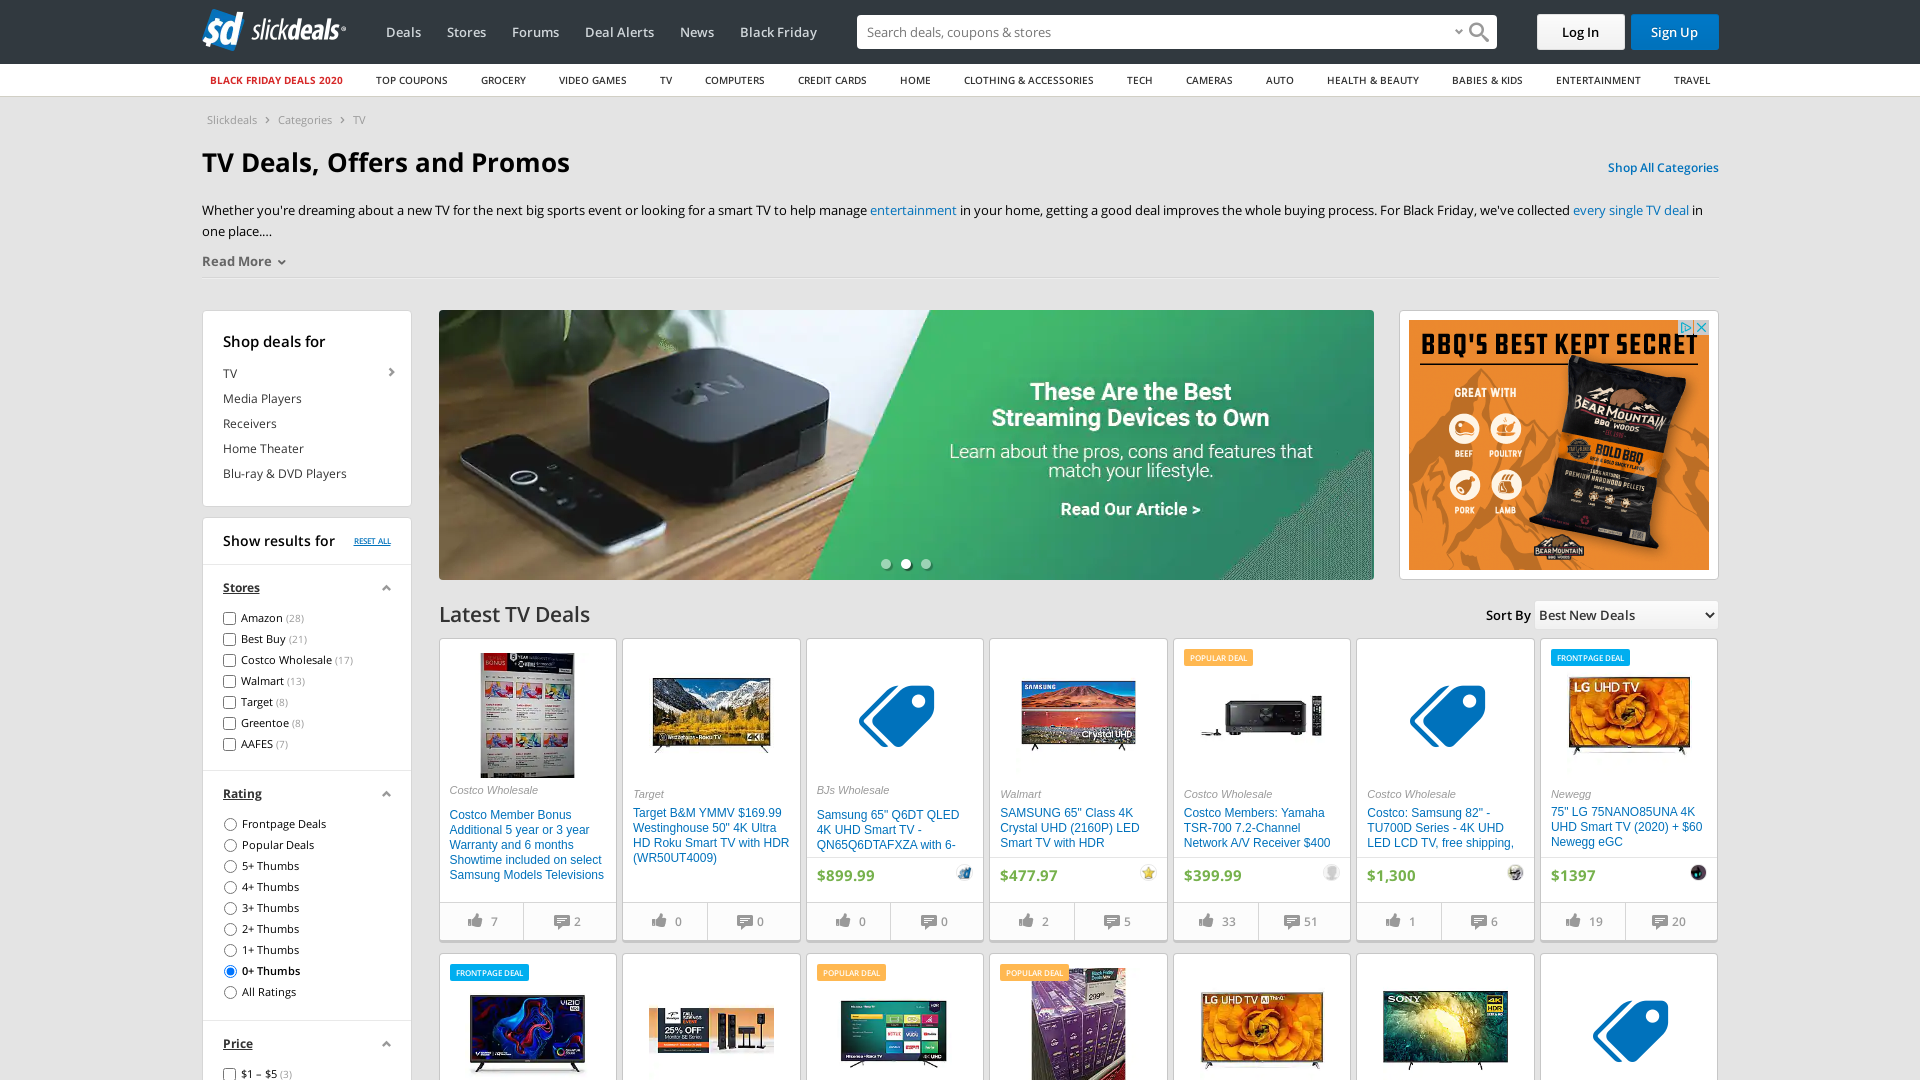 slickdeals
Deals
Stores
Forums
Deal Alerts
News
Black Friday
Search deals, coupons & stores
Log In
Sign Up
BLACK FRIDAY DEALS 2020
TOP COUPONS
GROCERY
VIDEO GAMES
TV
COMPUTERS
CREDIT CARDS
HOME
CLOTHING & ACCESSORIES
TECH
CAMERAS
AUTO
HEALTH & BEAUTY
BABIES & KIDS
ENTERTAINMENT
TRAVEL
Slickdeals
Categories
TV
TV Deals, Offers and Promos
Shop All Categories
Whether you're dreaming about a new TV for the next big sports event or looking for a smart TV to help manage entertainment in your home, getting a good deal improves the whole buying process. For Black Friday, we've collected every single TV deal in
one place....
Read More
Shop deals for
TV
Media Players
Receivers
Home Theater
Blu-ray & DVD Players
Show results for
RESET ALL
Stores
Amazon (28)
Best Buy (21)
Costco Wholesale (17)
Walmart (13)
Target (8)
Greentoe (8)
AAFES (7)
Rating
Frontpage Deals
Popular Deals
5+ Thumbs
4+ Thumbs
3+ Thumbs
2+ Thumbs
1+ Thumbs
0+ Thumbs
All Ratings
Price
$1 – $5 (3)
tv
These Are the Best
Streaming Devices to Own
Learn about the pros, cons and features that
match your lifestyle.
Read Our Article >
BBQ'S BEST KEPT SECRET
GREAT WITH
BEEF
POULTRY
PORK
LAMB
BEAR MOUNTAIN
BBQ WOODS
BOLD BBQ
BEAR MOUNTAIN
Latest TV Deals
Sort By
Best New Deals
Costco Wholesale
Costco Member Bonus
Additional 5 year or 3 year
Warranty and 6 months
Showtime included on select
Samsung Models Televisions
7
2
Target
Target B&M YMMV $169.99
Westinghouse 50" 4K Ultra
HD Roku Smart TV with HDR
(WR50UT4009)
0
0
BJs Wholesale
Samsung 65" Q6DT QLED
4K UHD Smart TV -
QN65Q6DTAFXZA with 6-
$899.99
0
0
SAMSUNG
Crystal UHD
Walmart
SAMSUNG 65" Class 4K
Crystal UHD (2160P) LED
Smart TV with HDR
$477.97
2
5
POPULAR DEAL
Costco Wholesale
Costco Members: Yamaha
TSR-700 7.2-Channel
Network A/V Receiver $400
$399.99
33
51
Costco Wholesale
Costco: Samsung 82" -
TU700D Series - 4K UHD
LED LCD TV, free shipping,
$1,300
1
6
FRONTPAGE DEAL
LG UHD TV
Newegg
75" LG 75NANO85UNA 4K
UHD Smart TV (2020) + $60
Newegg eGC
$1397
19
20
FRONTPAGE DEAL
VIZIO
25% OFF
POPULAR DEAL
Hisense
POPULAR DEAL
299
LG UHD TV
SONY
4K
HDR